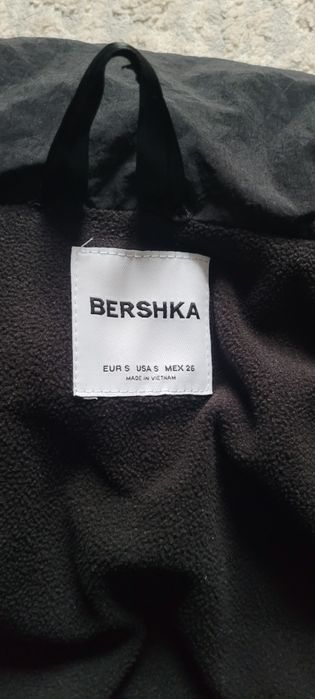 BERSHKA
EUR S USA S MEX 26
MADE IN VIETNAM